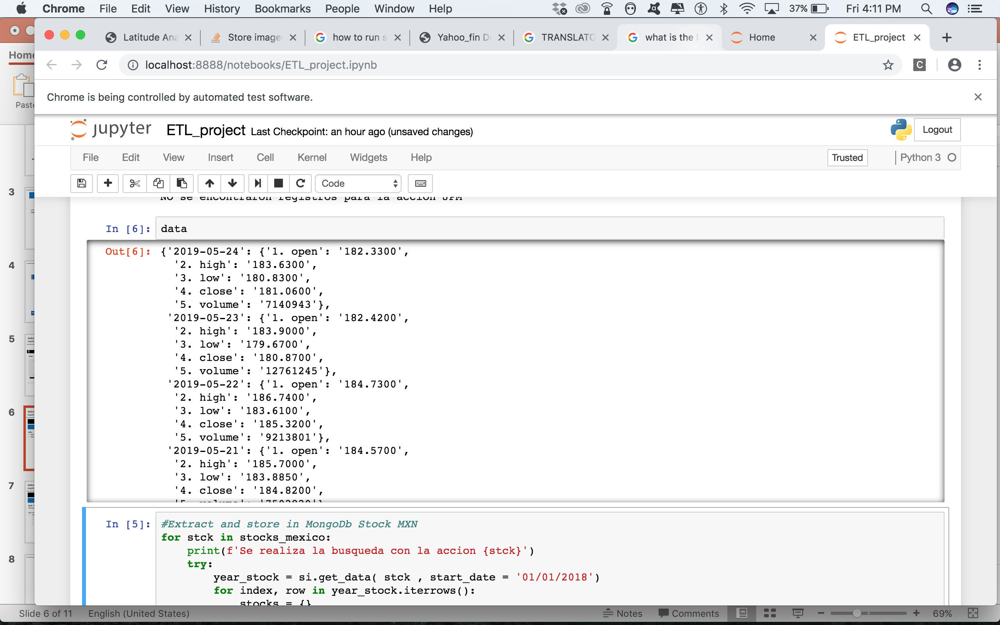 Chrome File Edit View History Bookmarks People Window Help 37% Fri 4:11 PM
Latitude Ana Store image how to run s Yahoo_fin D TRANSLATO what is the Home ETL_project
Home
localhost:8888/notebooks/ETL_project.ipynb
Paste
Chrome is being controlled by automated test software.
jupyter ETL_project Last Checkpoint: an hour ago (unsaved changes) Logout
File Edit View Insert Cell Kernel Widgets Help Trusted Python 3
Code
No se encontraron registros para la accion JPM
In [6]: data
Out[6]: {'2019-05-24': {'1. open': '182.3300',
'2. high': '183.6300',
'3. low': '180.8300',
'4. close': '181.0600',
'5. volume': '7140943'},
'2019-05-23': {'1. open': '182.4200',
'2. high': '183.9000',
'3. low': '179.6700',
'4. close': '180.8700',
'5. volume': '12761245'},
'2019-05-22': {'1. open': '184.7300',
'2. high': '186.7400',
'3. low': '183.6100',
'4. close': '185.3200',
'5. volume': '9213801'},
'2019-05-21': {'1. open': '184.5700',
'2. high': '185.7000',
'3. low': '183.8850',
'4. close': '184.8200',
In [5]: #Extract and store in MongoDb Stock MXN
for stck in stocks_mexico:
print(f'Se realiza la busqueda con la accion {stck}')
try:
year_stock = si.get_data( stck , start_date = '01/01/2018')
for index, row in year_stock.iterrows():
stocks = {}
3
4
5
6
7
8
Slide 6 of 11 English (United States) Notes Comments 69%